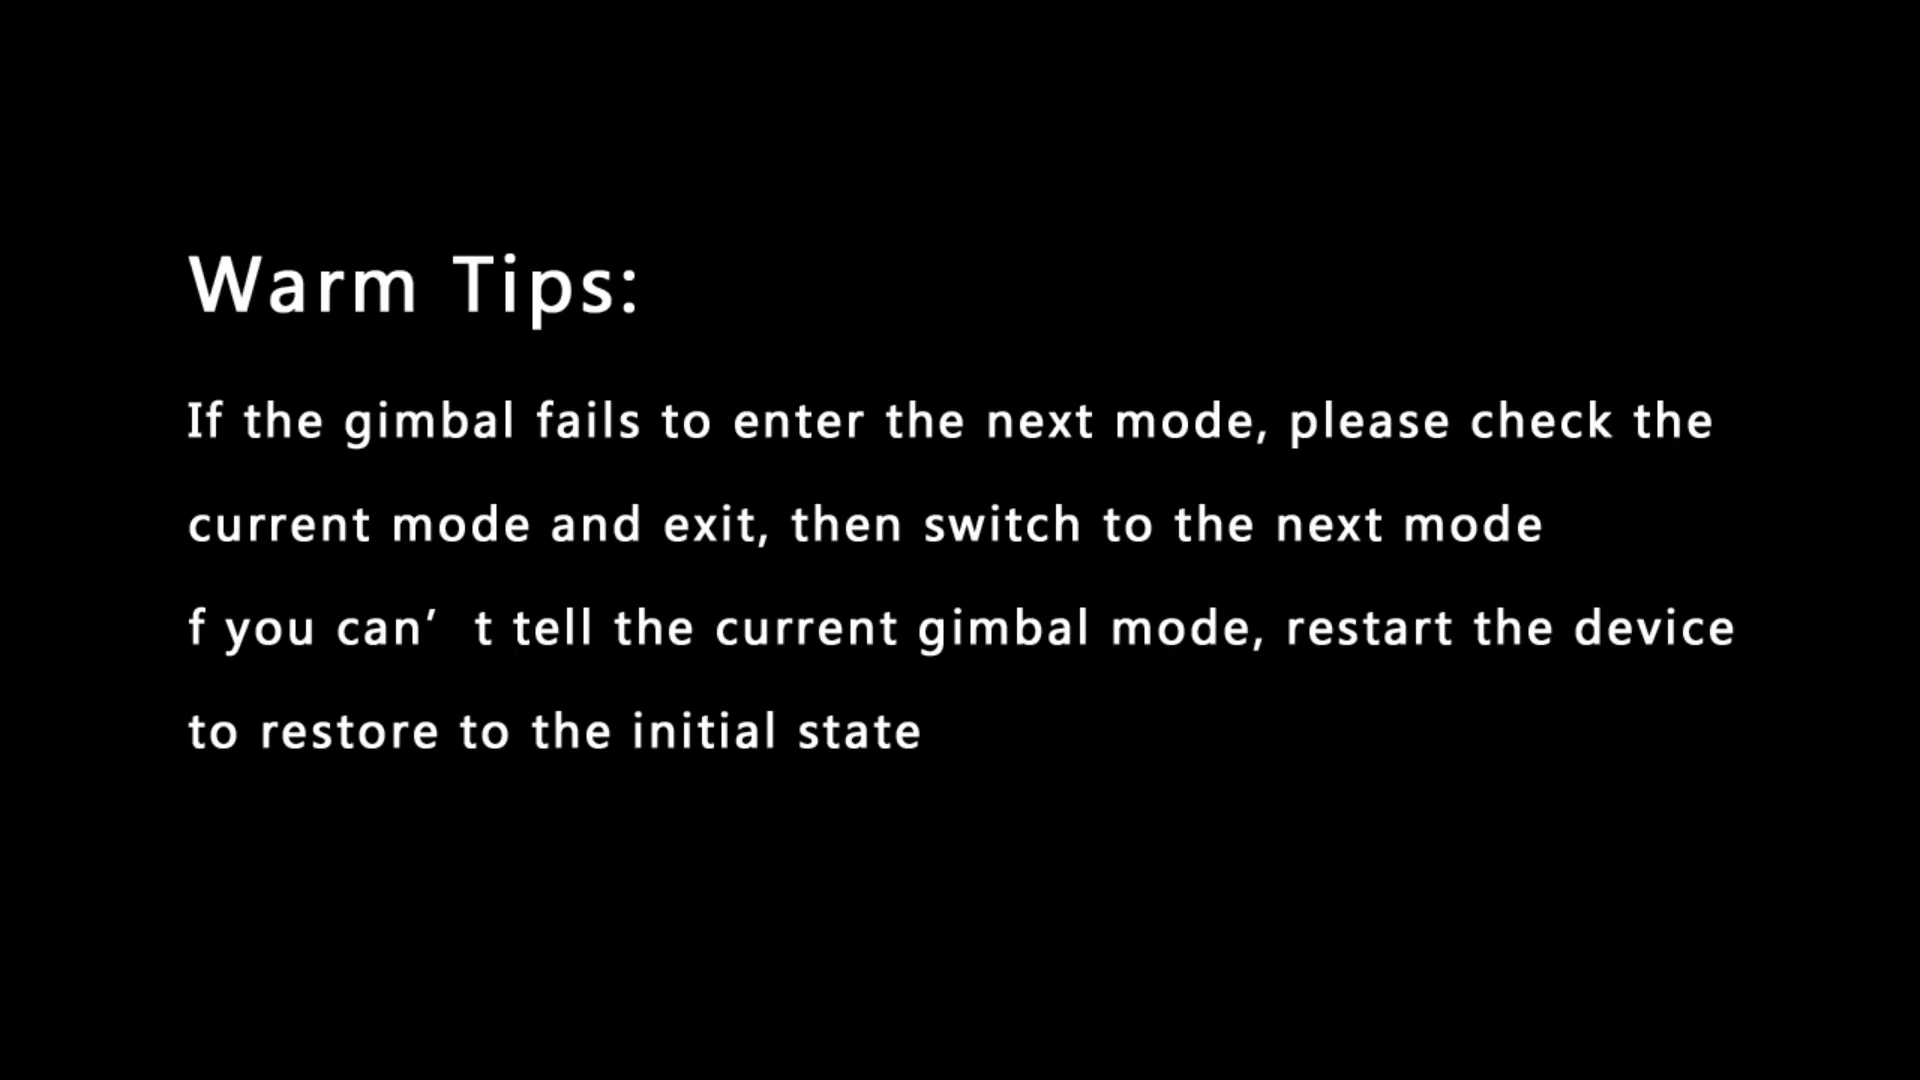 Warm Tips:
If the gimbal fails to enter the next mode, please check the
current mode and exit, then switch to the next mode
f you can’ t tell the current gimbal mode, restart the device
to restore to the initial state